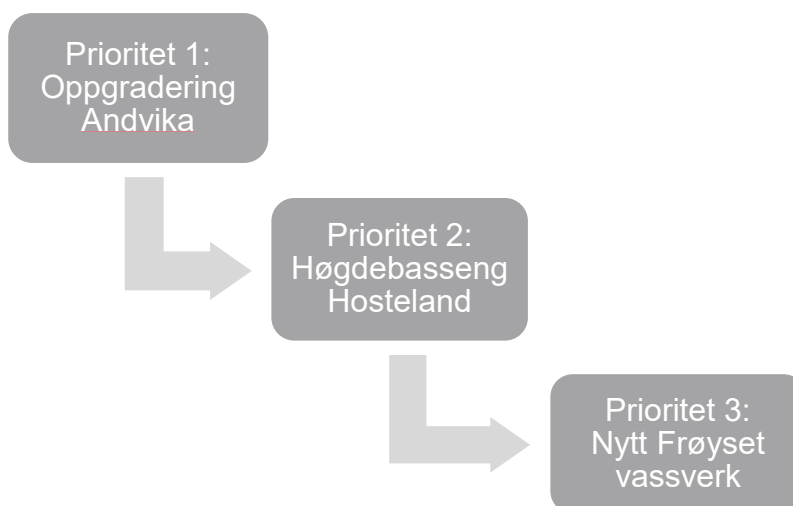 Prioritet 1:
Oppgradering
Andvika
Prioritet 2:
Høgdebasseng
Hosteland
Prioritet 3:
Nytt Frøyset
vassverk